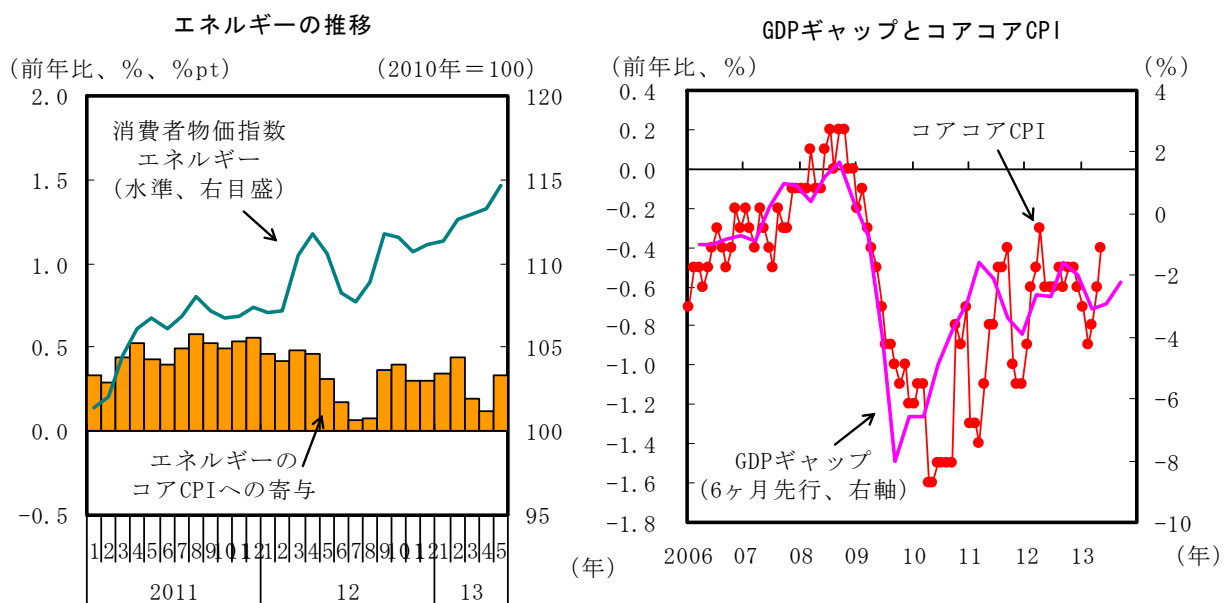 エネルギーの推移
(前年比、%、%pt)
(2010年=100)
2.0
1.5
1.0
0.5
0.0
-0.5
120
115
110
105
100
95
消費者物価指数
エネルギー
(水準、右目盛)
エネルギーの
コアCPIへの寄与
1 2 3 4 5 6 7 8 9 10 11 12 1 2 3 4 5 6 7 8 9 10 11 12 1 2 3 4 5
2011 12 13
(年)
GDPギャップとコアコアCPI
(前年比、%)
(%)
0.4
0.2
0.0
-0.2
-0.4
-0.6
-0.8
-1.0
-1.2
-1.4
-1.6
-1.8
4
2
0
-2
-4
-6
-8
-10
コアコアCPI
GDPギャップ
(6ヶ月先行、右軸)
2006 07 08 09 10 11 12 13
(年)